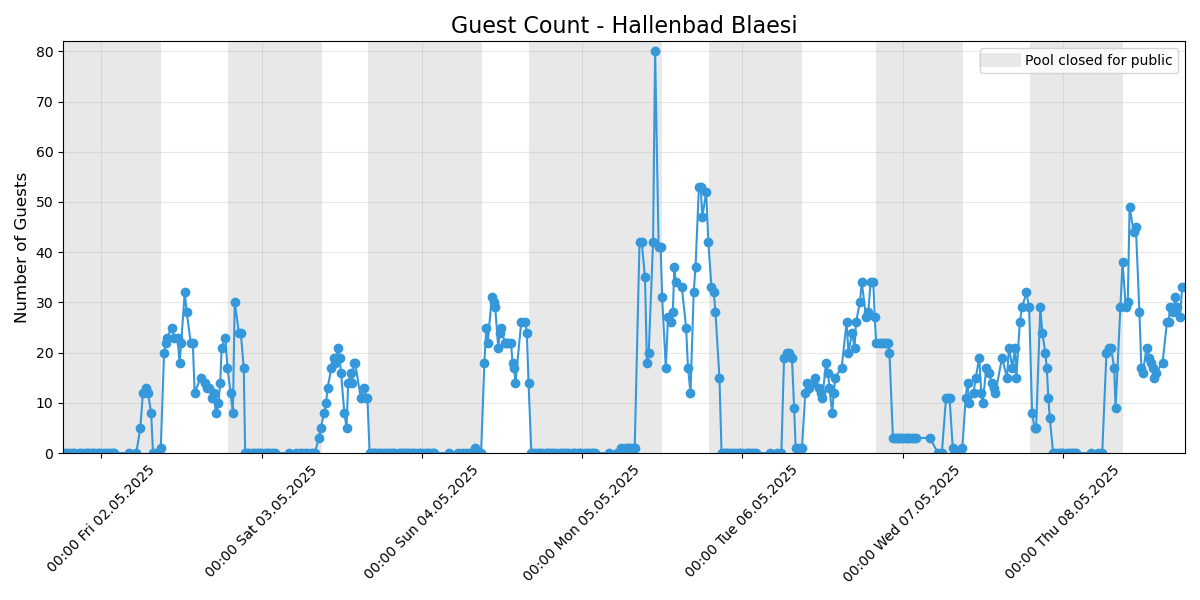 Guest Count - Hallenbad Blaesi
Pool closed for public
Number of Guests
80
70
60
50
40
30
20
10
0
00:00 Fri 02.05.2025
00:00 Sat 03.05.2025
00:00 Sun 04.05.2025
00:00 Mon 05.05.2025
00:00 Tue 06.05.2025
00:00 Wed 07.05.2025
00:00 Thu 08.05.2025